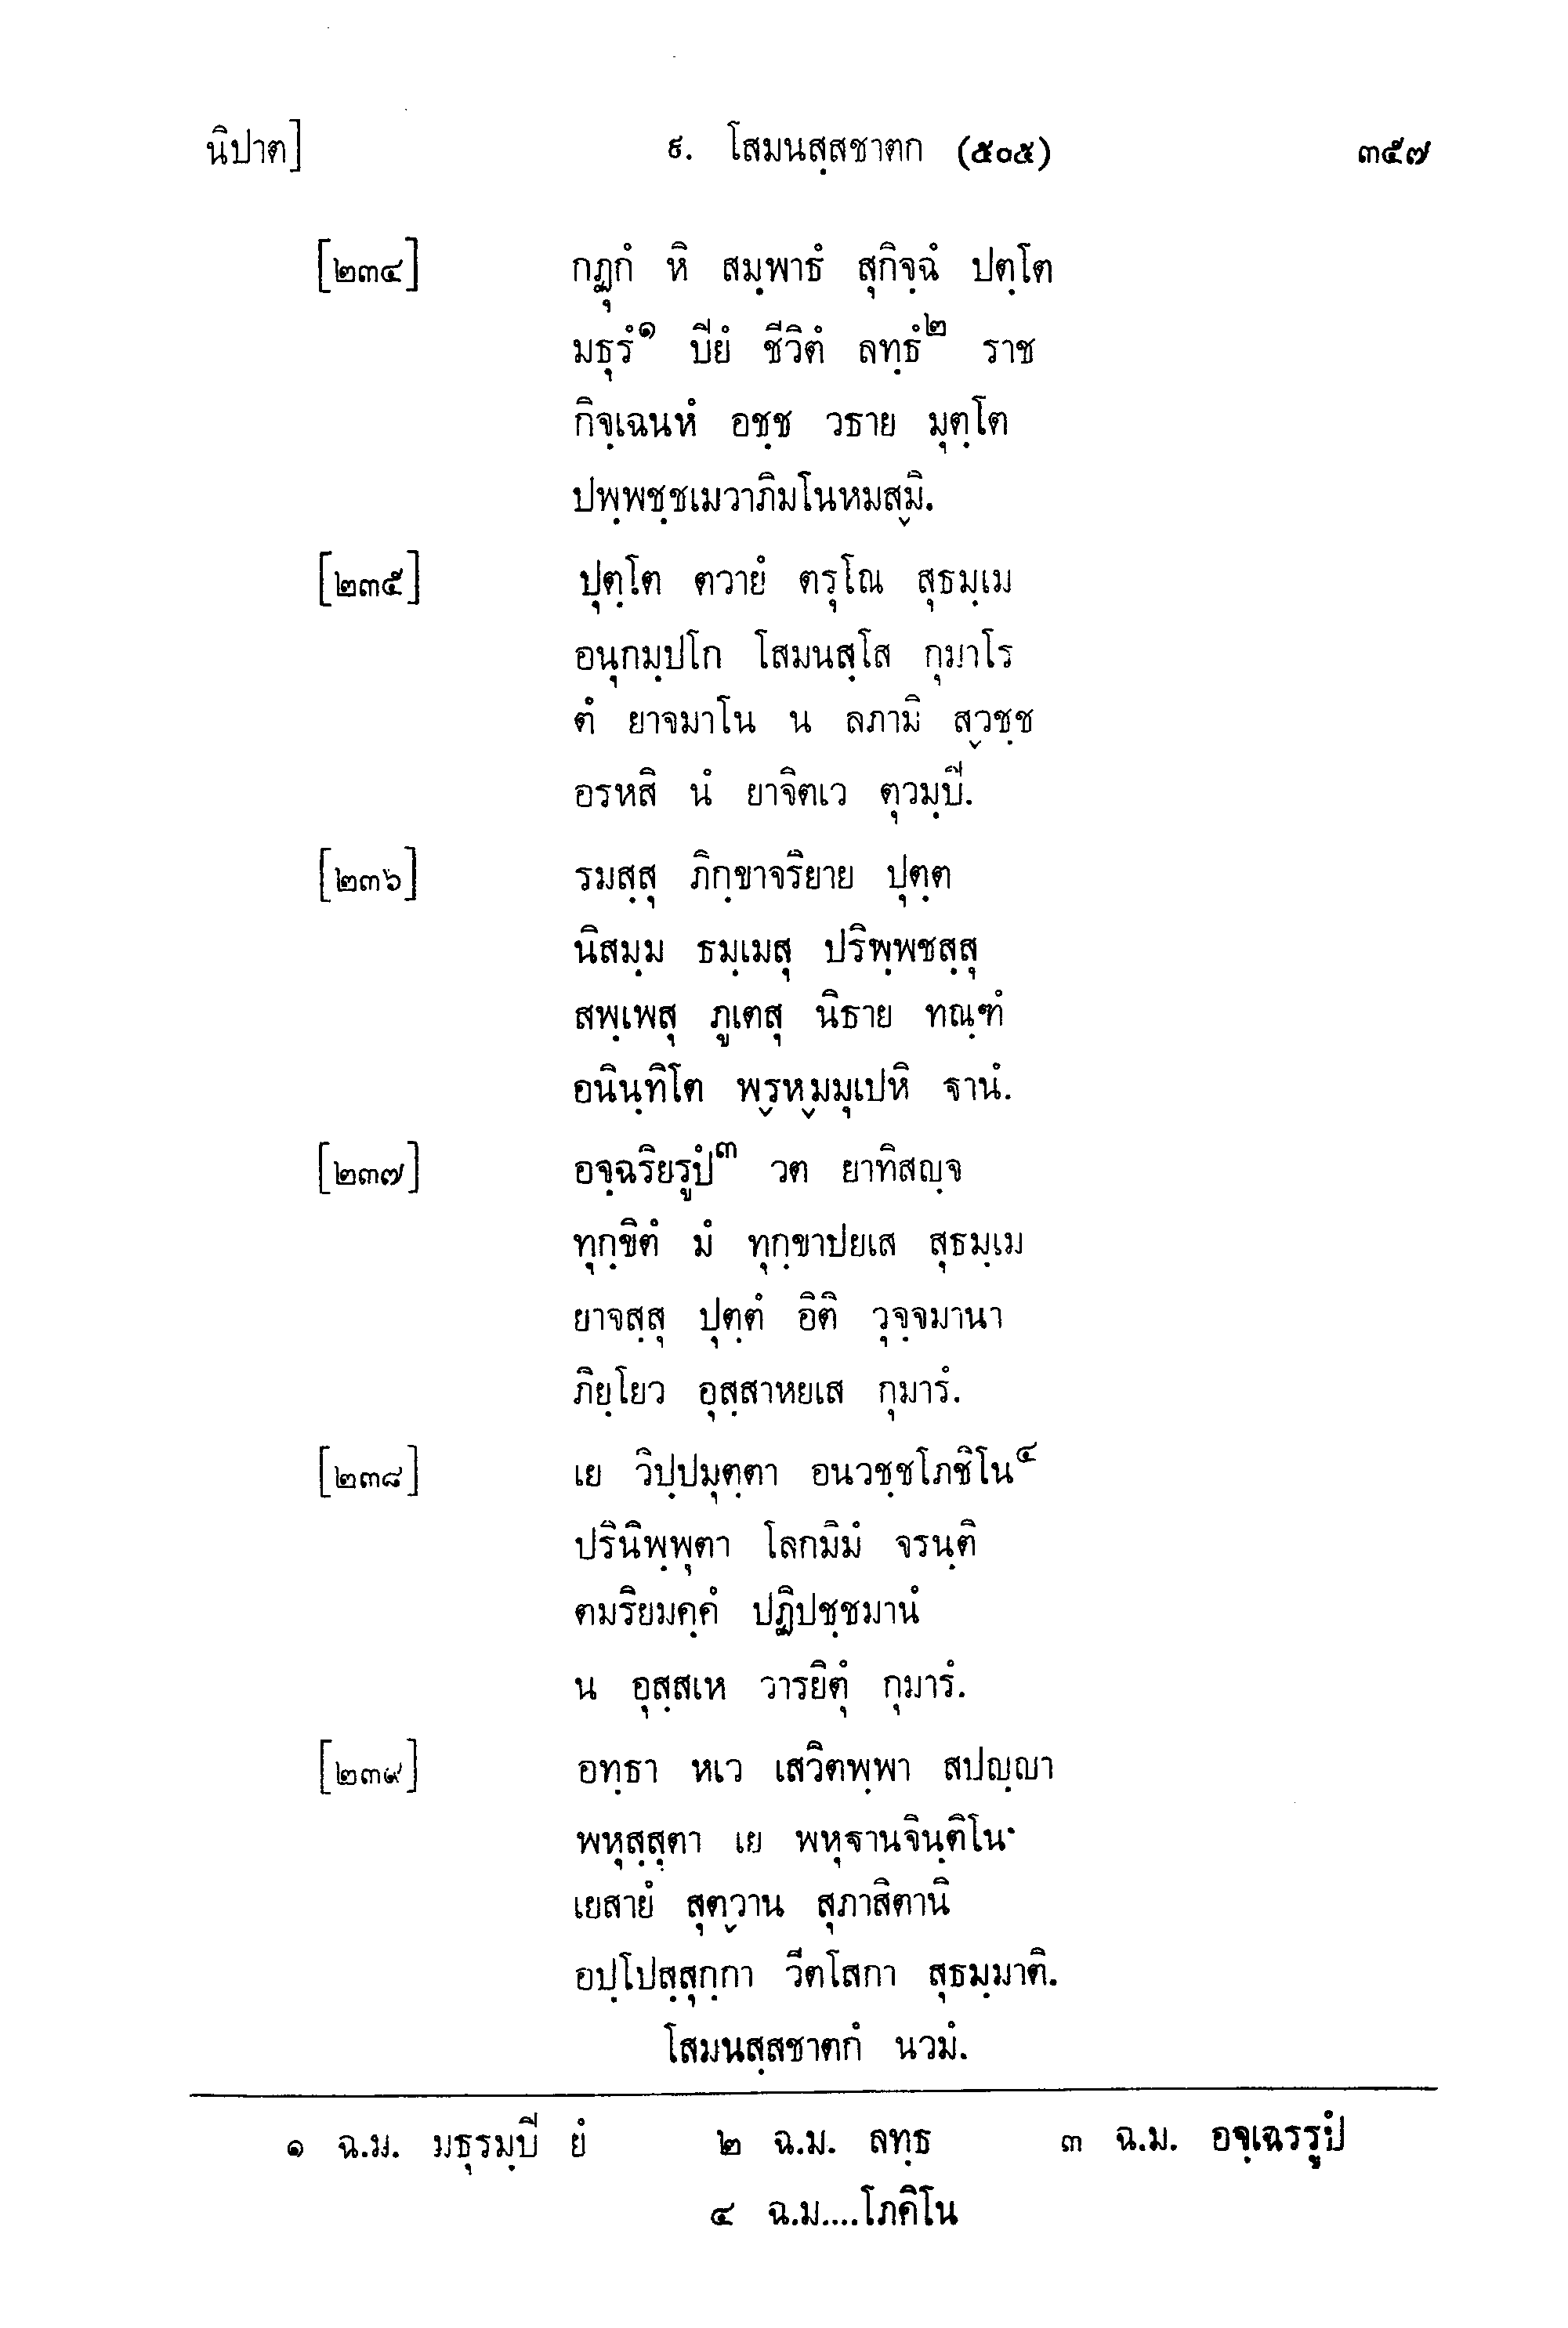 นิปาต] ๙. โสมนสฺสชาตก (๕๐๕) ๓๕๗
[๒๓๔] กฏุกํ หิ สมฺพาธํ สุกิจฺฉํ ปตฺโต
มธุรํ๑ ปิยํ ชีวิตํ ลทฺธํ๒ ราช
กิจฺเฉนหํ อชฺช วธาย มุตฺโต
ปพฺพชฺชเมวาภิมโนหมสฺมิ.
[๒๓๕] ปุตฺโต ตวายํ ตรุโณ สุธมฺเม
อนุกมฺปโก โสมนสฺโส กุมาโร
ตํ ยาจมาโน น ลภามิ สฺวชฺช
อรหสิ นํ ยาจิตเว ตุวมฺปิ.
[๒๓๖] รมสฺสุ ภิกฺขาจริยาย ปุตฺต
นิสมฺม ธมฺเมสุ ปริพฺพชสฺสุ
สพฺเพสุ ภูเตสุ นิธาย ทณฺฑํ
อนินฺทิโต พฺรหฺมมุเปหิ ฐานํ.
[๒๓๗] อจฺฉริยรูปํ๓ วต ยาทิสญฺจ
ทุกฺขิตํ มํ ทุกฺขาปยเส สุธมฺเม
ยาจสฺสุ ปุตฺตํ อิติ วุจฺจมานา
ภิยฺโยว อุสฺสาหยเส กุมารํ.
[๒๓๘] เย วิปฺปมุตฺตา อนวชฺชโภชิโน๔
ปรินิพฺพุตา โลกมิมํ จรนฺติ
ตมริยมคฺคํ ปฏิปชฺชมานํ
น อุสฺสเห วารยิตุํ กุมารํ.
[๒๓๙] อทฺธา หเว เสวิตพฺพา สปญฺญา
พหุสฺสุตา เย พหุฐานจินฺติโน
เยสายํ สุตฺวาน สุภาสิตานิ
อปฺโปสฺสุกฺกา วีตโสกา สุธมฺมาติ.
โสมนสฺสชาตกํ นวมํ.
๑ ฉ.ม. มธุรมฺปิ ยํ ๒ ฉ.ม. ลทฺธ ๓ ฉ.ม. อจฺเฉรรูปํ
๔ ฉ.ม....โภคิโน